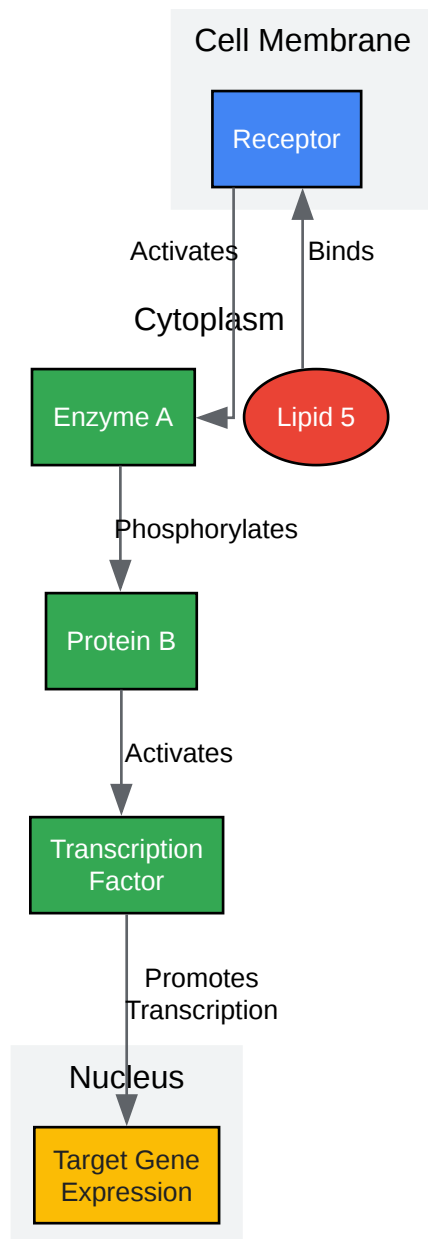 Cell Membrane
Receptor
Activates
Binds
Cytoplasm
Enzyme A
Lipid 5
Phosphorylates
Protein B
Activates
Transcription
Factor
Promotes
Transcription
Nucleus
Target Gene
Expression